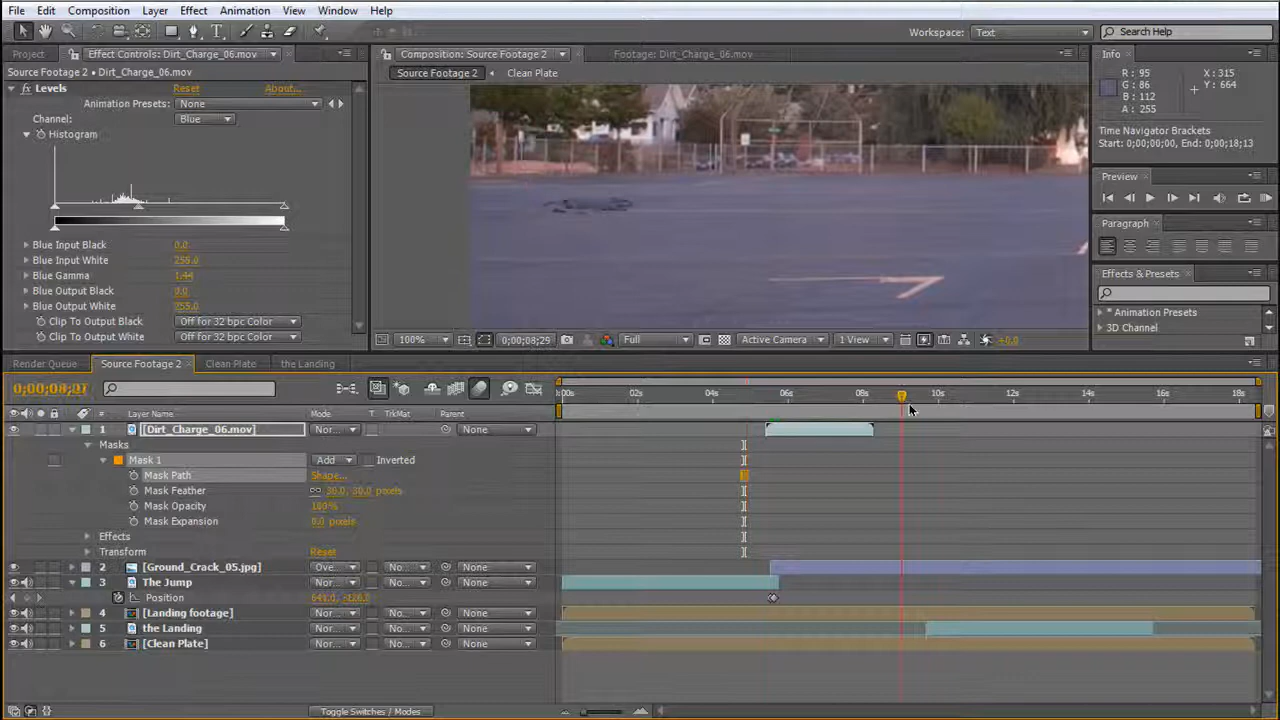 File Edit Composition Layer Effect Animation View Window Help
Workspace: Text Search Help
Project Effect Controls: Dirt_Charge_06.mov Composition: Source Footage 2 Footage: Dirt_Charge_06.mov Info
Source Footage 2 • Dirt_Charge_06.mov Source Footage 2 Clean Plate
R: 95 X: 315
G: 86 Y: 664
B: 112
A: 255
fx Levels Reset About...
Animation Presets: None
Channel: Blue
Histogram
Time Navigator Brackets
Start: 0;00;00;00, End: 0;00;18;13
Preview
Paragraph
Blue Input Black 0.0
Blue Input White 255.0
Blue Gamma 1.44
Blue Output Black 0.0
Blue Output White 255.0
Clip To Output Black Off for 32 bpc Color
Clip To Output White Off for 32 bpc Color
Effects & Presets
* Animation Presets
3D Channel
100% 0;00;08;29 Full Active Camera 1 View +0.0
Render Queue Source Footage 2 Clean Plate the Landing
:00s 02s 04s 06s 08s 10s 12s 14s 16s 18s
# Layer Name Mode T TrkMat Parent
1 [Dirt_Charge_06.mov] Nor... None
Masks
Mask 1 Add Inverted
Mask Path Shape...
Mask Feather 30.0, 30.0 pixels
Mask Opacity 100%
Mask Expansion 0.0 pixels
Effects
Transform Reset
2 [Ground_Crack_05.jpg] Ove... None
3 The Jump Nor... None
Position
4 [Landing footage] Nor... None
5 the Landing Nor... None
6 [Clean Plate] Nor... None
Toggle Switches / Modes